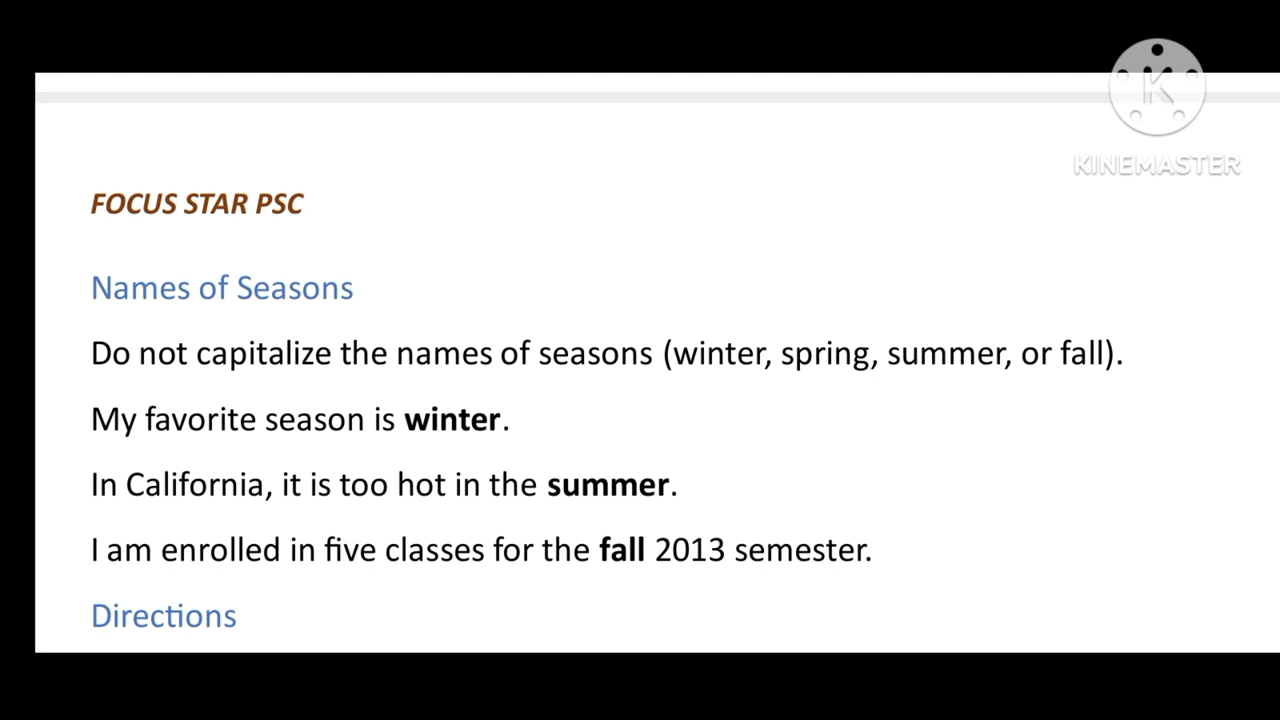 K
KINEMASTER
FOCUS STAR PSC
Names of Seasons
Do not capitalize the names of seasons (winter, spring, summer, or fall).
My favorite season is winter.
In California, it is too hot in the summer.
I am enrolled in five classes for the fall 2013 semester.
Directions